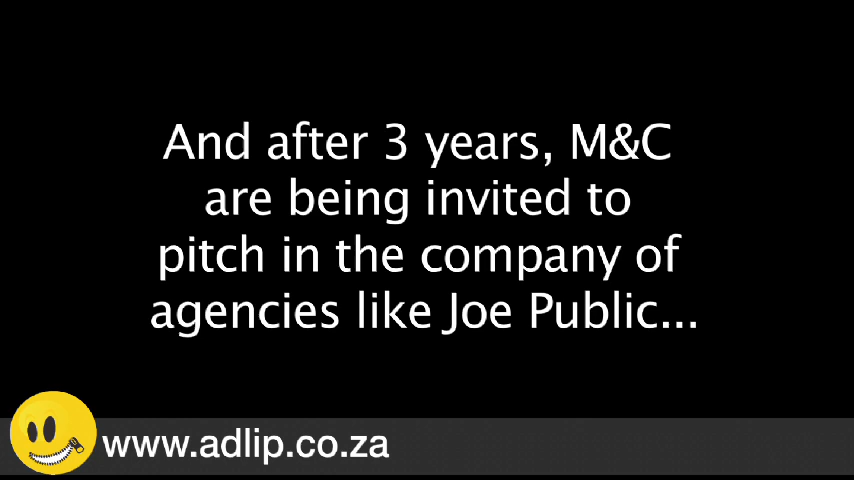 And after 3 years, M&C
are being invited to
pitch in the company of
agencies like Joe Public...
www.adlip.co.za